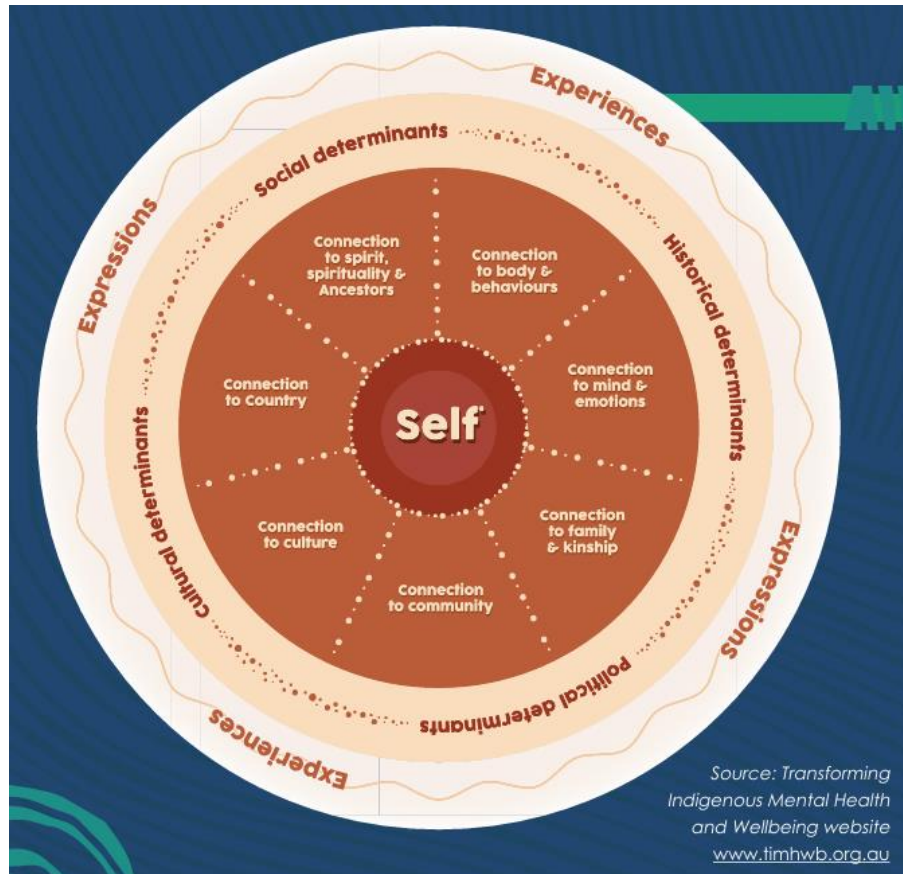 Experiences
Social determinants
Expressions
Historical determinants
Connection
to spirit,
spirituality &
Ancestors
Connection
to body &
behaviours
Connection
to Country
Self
Connection
to mind &
emotions
Cultural determinants
Connection
to culture
Connection
to family
& kinship
Connection
to community
Expressions
Political determinants
Experiences
Source: Transforming
Indigenous Mental Health
and Wellbeing website
www.timhwb.org.au